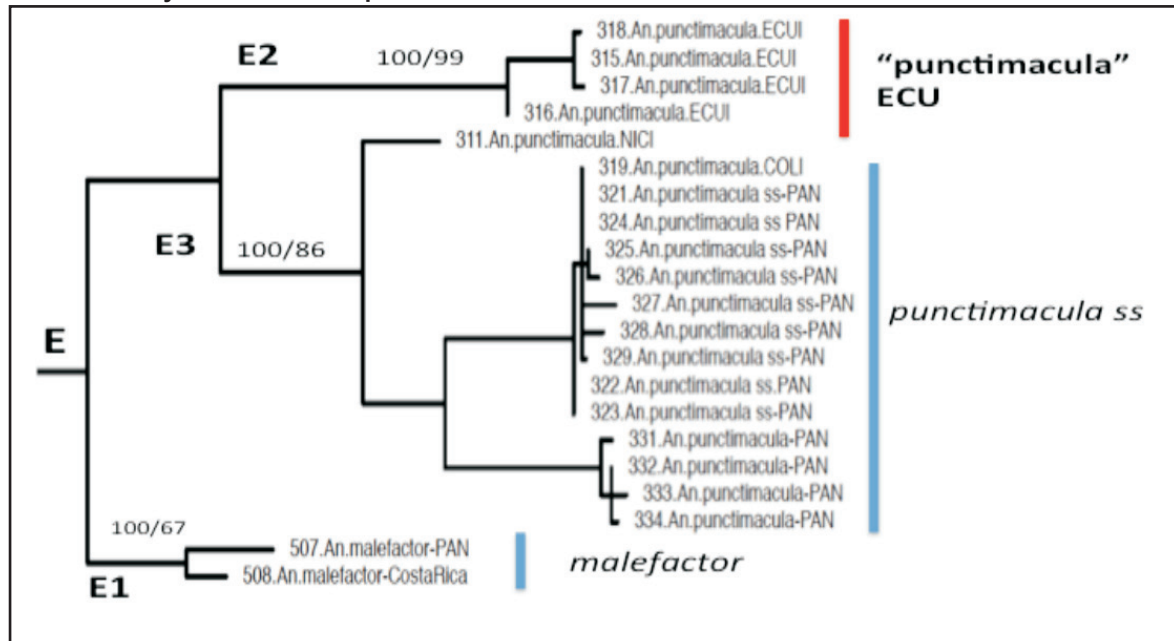 318.An.punctimacula.ECUI
E2
100/99
315.An.punctimacula.ECUI
"punctimacula"
ECU
317.An.punctimacula.ECUI
316.An.punctimacula.ECUI
311.An.punctimacula.NICI
319.An.punctimacula.COLI
321.An.punctimacula ss-PAN
324.An.punctimacula ss PAN
E3
100/86
325.An.punctimacula ss-PAN
326.An.punctimacula ss-PAN
327.An.punctimacula ss-PAN
punctimacula ss
328.An.punctimacula ss-PAN
E
329.An.punctimacula ss-PAN
322.An.punctimacula ss.PAN
323.An.punctimacula ss-PAN
331.An.punctimacula-PAN
332.An.punctimacula-PAN
333.An.punctimacula-PAN
334.An.punctimacula-PAN
100/67
507.An.malefactor-PAN
malefactor
508.An.malefactor-CostaRica
E1